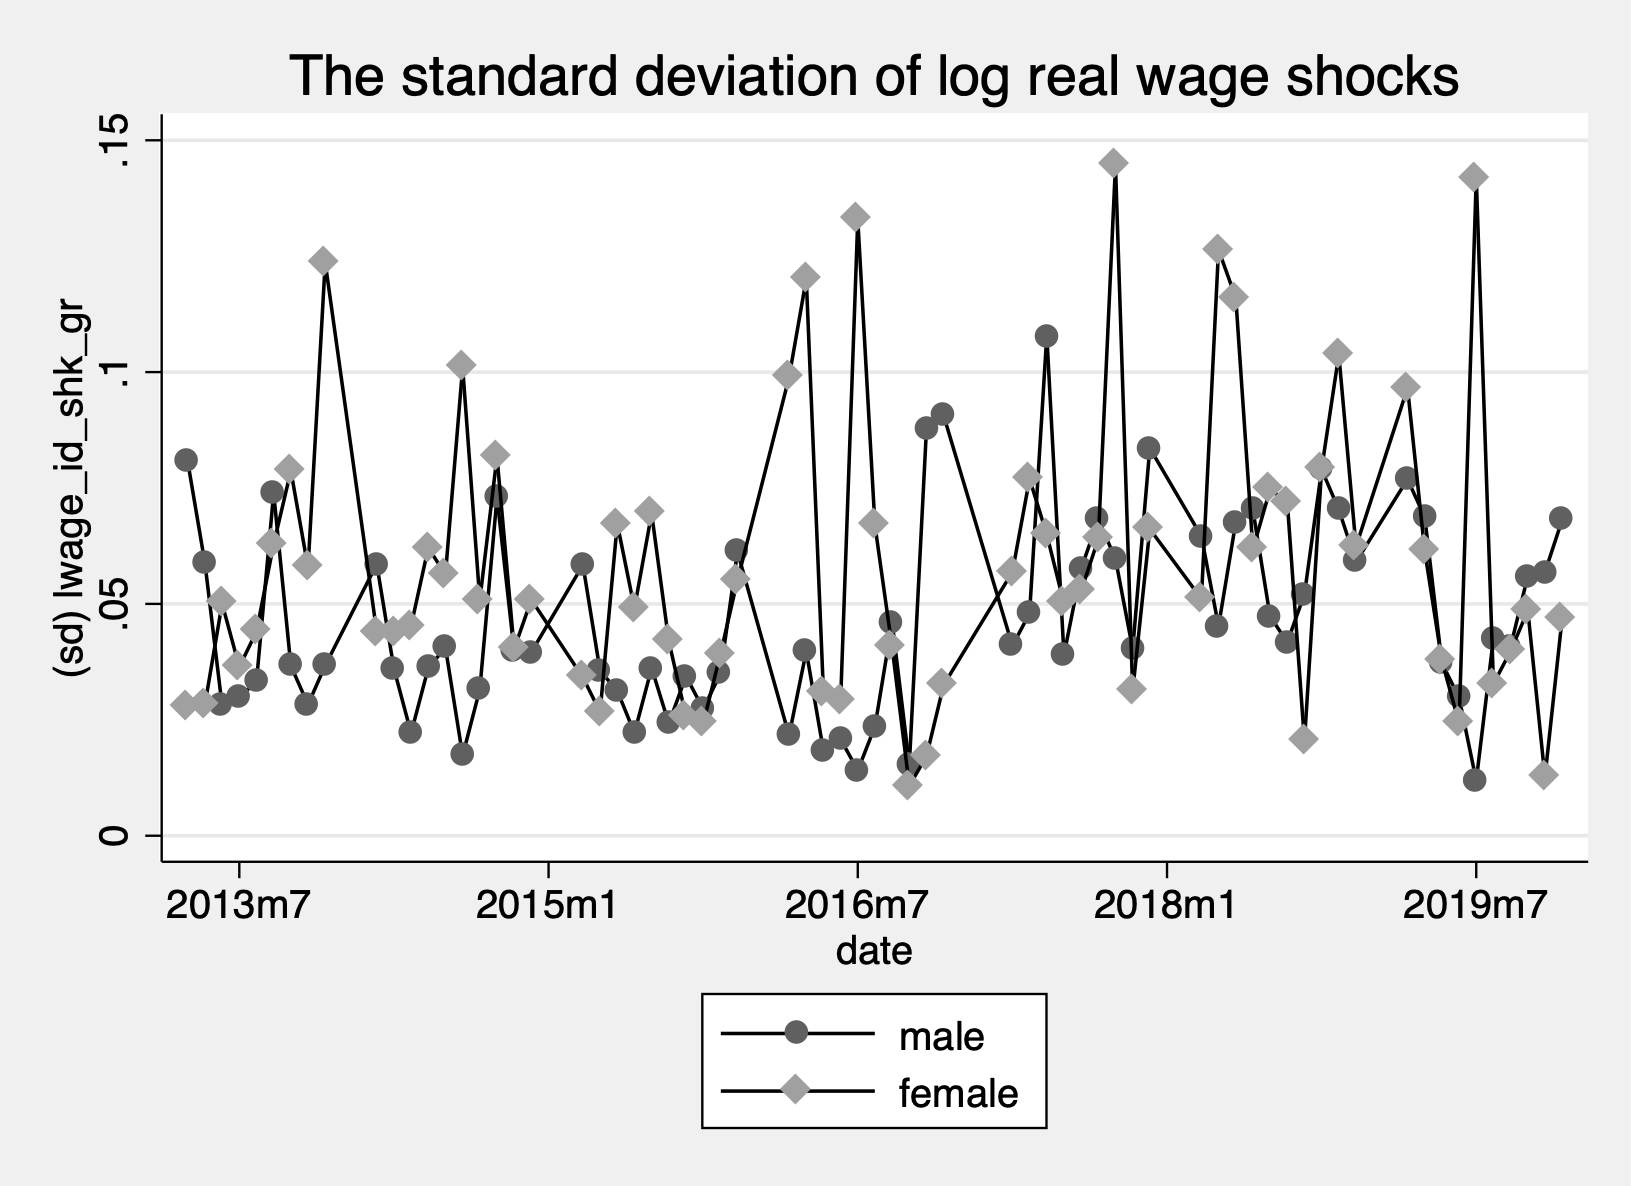 The standard deviation of log real wage shocks
(sd) lwage_id_shk_gr
.15
.1
.05
0
2013m7 2015m1 2016m7 2018m1 2019m7
date
male
female